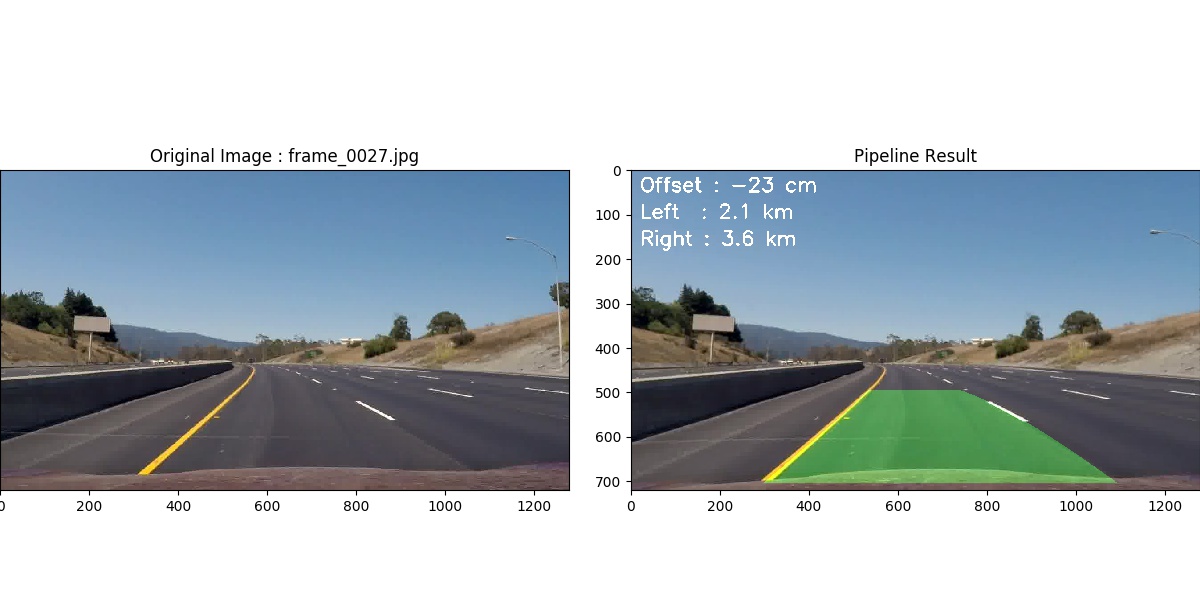 Original Image : frame_0027.jpg
Pipeline Result
Offset : -23 cm
Left : 2.1 km
Right : 3.6 km
0
100
200
300
400
500
600
700
0 200 400 600 800 1000 1200
0 200 400 600 800 1000 1200